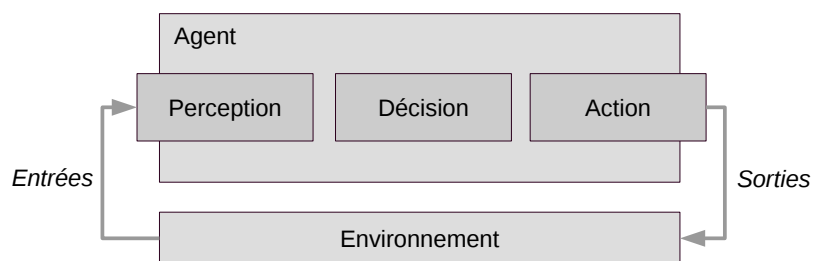 Agent
Perception
Décision
Action
Entrées
Sorties
Environnement